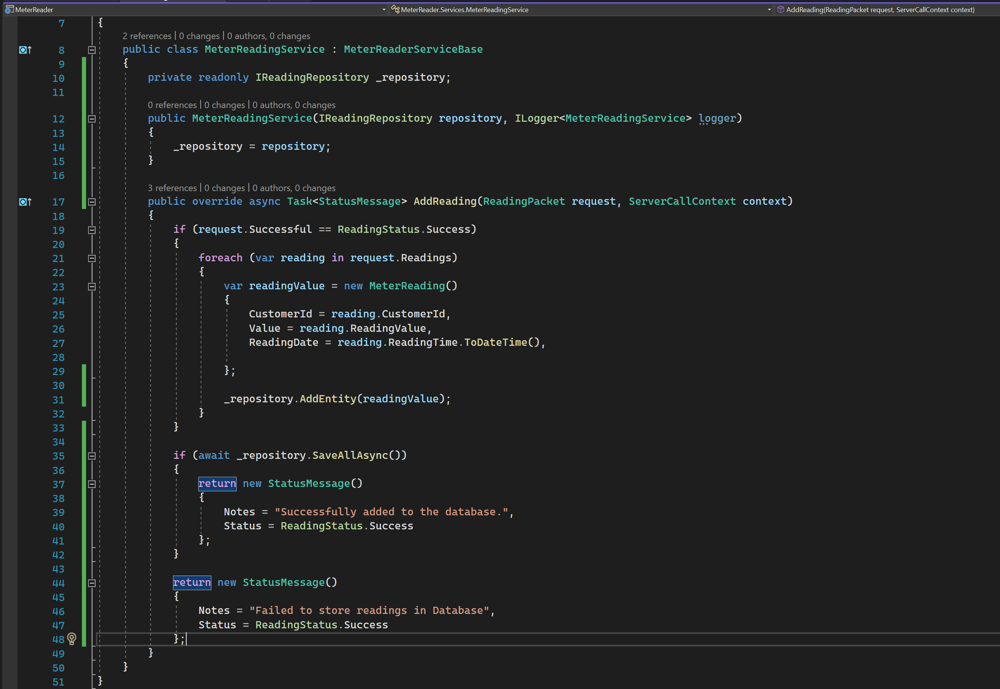 MeterReader MeterReader.Services.MeterReadingService AddReading(ReadingPacket request, ServerCallContext context)
7 {
2 references | 0 changes | 0 authors, 0 changes
8 public class MeterReadingService : MeterReaderServiceBase
9 {
10 private readonly IReadingRepository _repository;
11
0 references | 0 changes | 0 authors, 0 changes
12 public MeterReadingService(IReadingRepository repository, ILogger<MeterReadingService> logger)
13 {
14 _repository = repository;
15 }
16
3 references | 0 changes | 0 authors, 0 changes
17 public override async Task<StatusMessage> AddReading(ReadingPacket request, ServerCallContext context)
18 {
19 if (request.Successful == ReadingStatus.Success)
20 {
21 foreach (var reading in request.Readings)
22 {
23 var readingValue = new MeterReading()
24 {
25 CustomerId = reading.CustomerId,
26 Value = reading.ReadingValue,
27 ReadingDate = reading.ReadingTime.ToDateTime(),
28
29 };
30
31 _repository.AddEntity(readingValue);
32 }
33 }
34
35 if (await _repository.SaveAllAsync())
36 {
37 return new StatusMessage()
38 {
39 Notes = "Successfully added to the database.",
40 Status = ReadingStatus.Success
41 };
42 }
43
44 return new StatusMessage()
45 {
46 Notes = "Failed to store readings in Database",
47 Status = ReadingStatus.Success
48 };
49 }
50 }
51 }